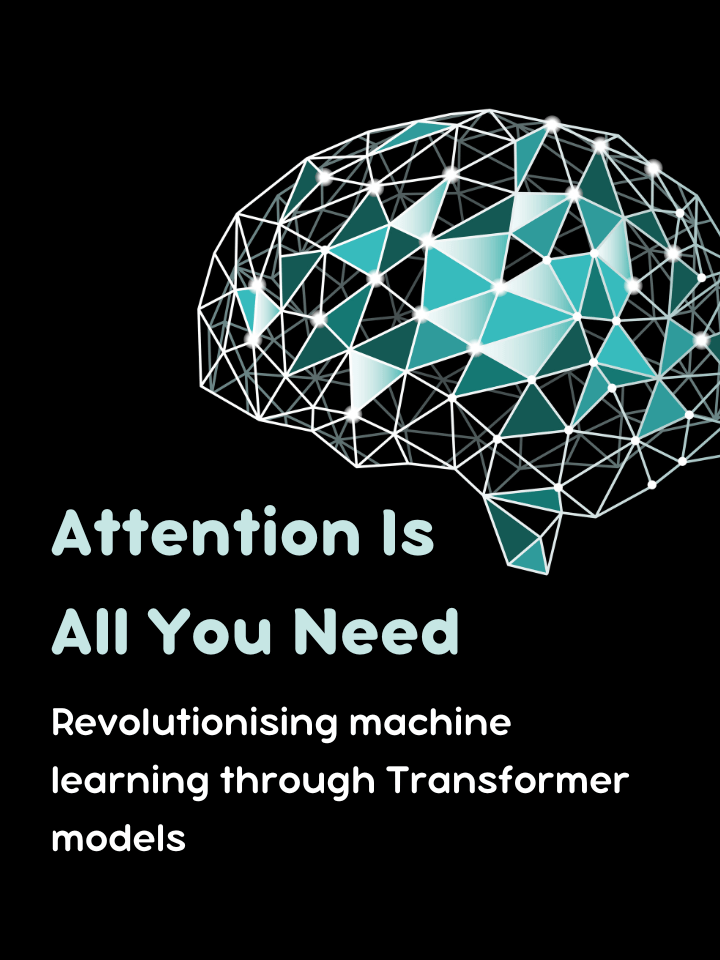 Attention Is
All You Need
Revolutionising machine
learning through Transformer
models